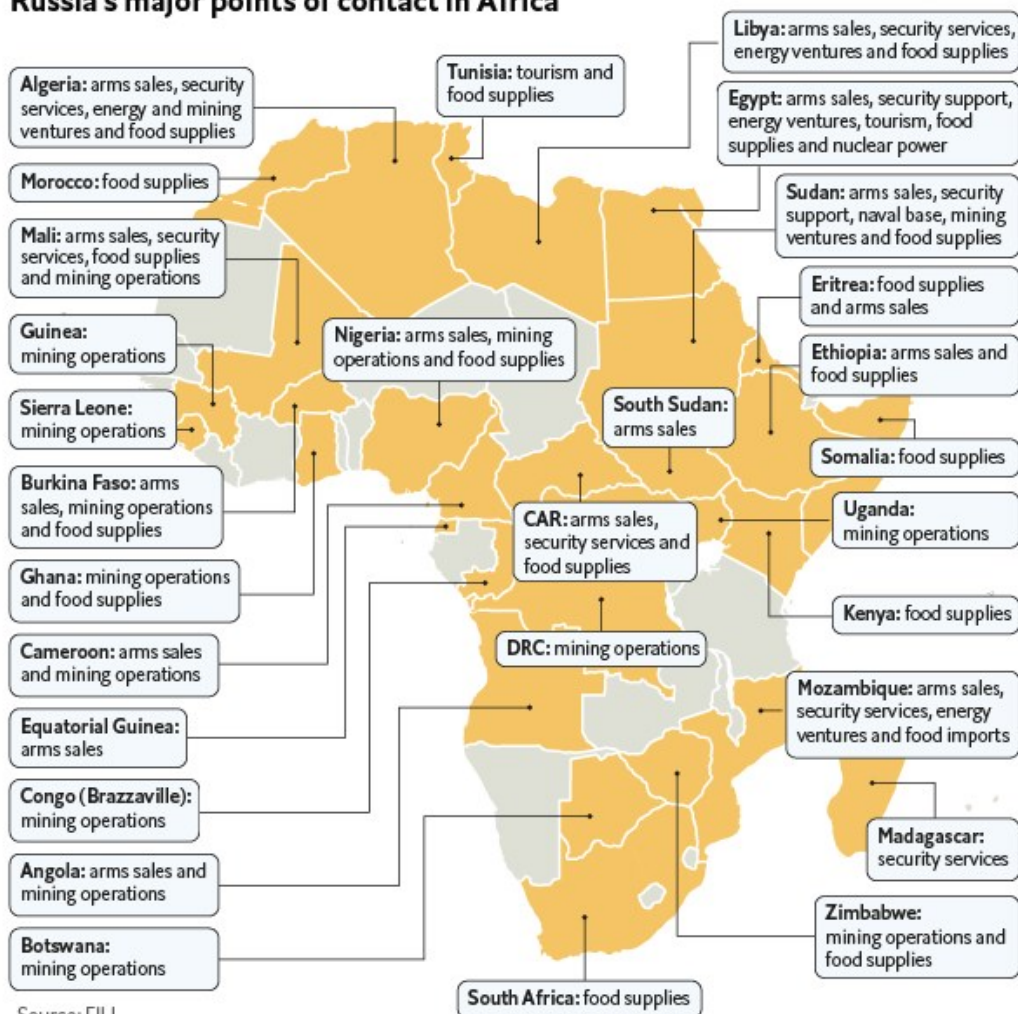 Russia's major points of contact in Africa
Libya: arms sales, security services,
energy ventures and food supplies
Algeria: arms sales, security
services, energy and mining
ventures and food supplies
Tunisia: tourism and
food supplies
Egypt: arms sales, security support,
energy ventures, tourism, food
supplies and nuclear power
Morocco: food supplies
Sudan: arms sales, security
support, naval base, mining
ventures and food supplies
Mali: arms sales, security
services, food supplies
and mining operations
Eritrea: food supplies
and arms sales
Guinea:
mining operations
Nigeria: arms sales, mining
operations and food supplies
Ethiopia: arms sales and
food supplies
Sierra Leone:
mining operations
South Sudan:
arms sales
Somalia: food supplies
Burkina Faso: arms
sales, mining operations
and food supplies
CAR: arms sales,
security services and
food supplies
Uganda:
mining operations
Ghana: mining operations
and food supplies
Kenya: food supplies
Cameroon: arms sales
and mining operations
DRC: mining operations
Mozambique: arms sales,
security services, energy
ventures and food imports
Equatorial Guinea:
arms sales
Congo (Brazzaville):
mining operations
Madagascar:
security services
Angola: arms sales and
mining operations
Zimbabwe:
mining operations and
food supplies
Botswana:
mining operations
South Africa: food supplies
Source: EIU